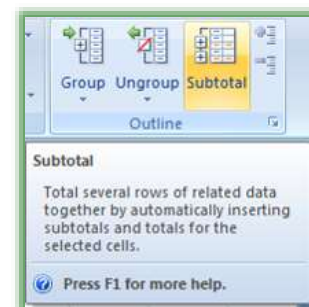 Group Ungroup Subtotal
Outline
Subtotal
Total several rows of related data
together by automatically inserting
subtotals and totals for the
selected cells.
Press F1 for more help.